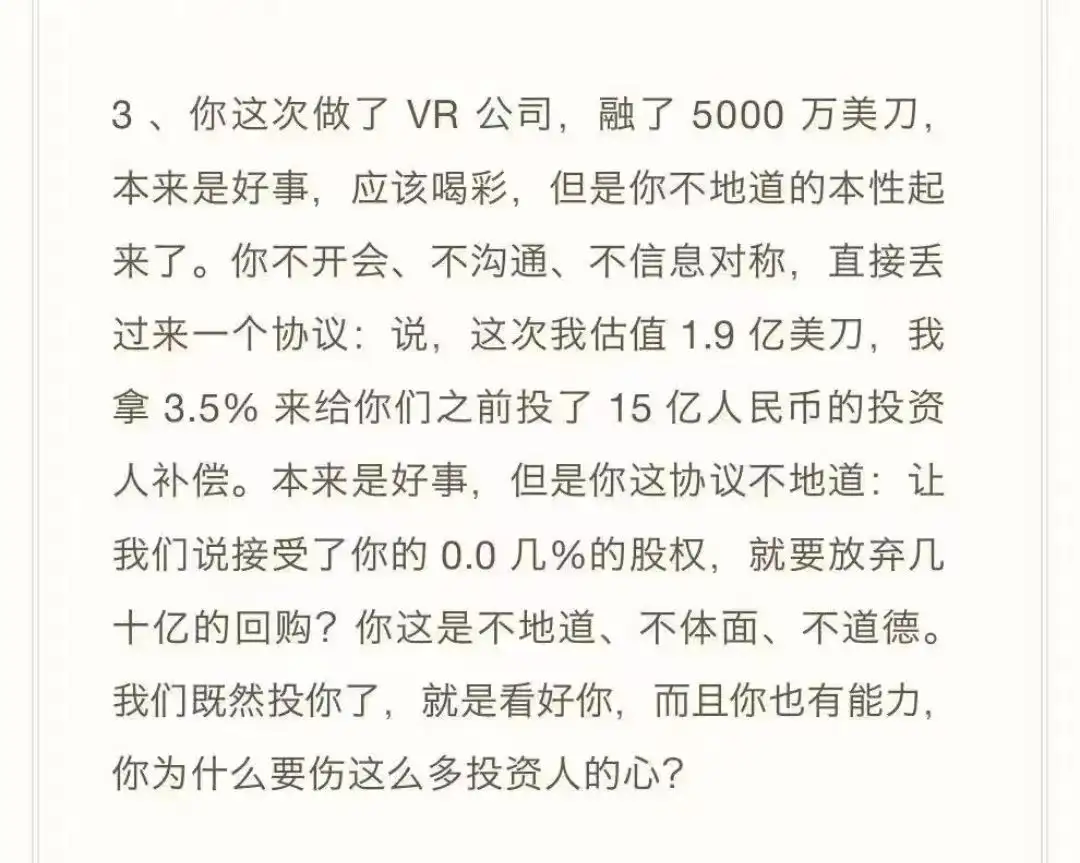 3 、你这次做了 VR 公司，融了 5000 万美刀，
本来是好事，应该喝彩，但是你不地道的本性起
来了。你不开会、不沟通、不信息对称，直接丢
过来一个协议：说，这次我估值 1.9 亿美刀，我
拿 3.5% 来给你们之前投了 15 亿人民币的投资
人补偿。本来是好事，但是你这协议不地道：让
我们说接受了你的 0.0 几%的股权，就要放弃几
十亿的回购？你这是不地道、不体面、不道德。
我们既然投你了，就是看好你，而且你也有能力，
你为什么要伤这么多投资人的心？